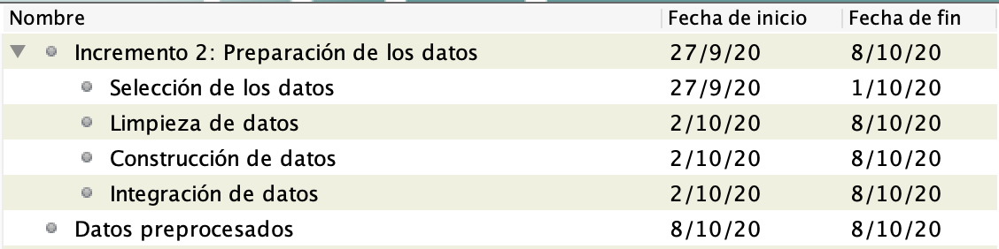 Nombre Fecha de inicio Fecha de fin
Incremento 2: Preparación de los datos 27/9/20 8/10/20
Selección de los datos 27/9/20 1/10/20
Limpieza de datos 2/10/20 8/10/20
Construcción de datos 2/10/20 8/10/20
Integración de datos 2/10/20 8/10/20
Datos preprocesados 8/10/20 8/10/20